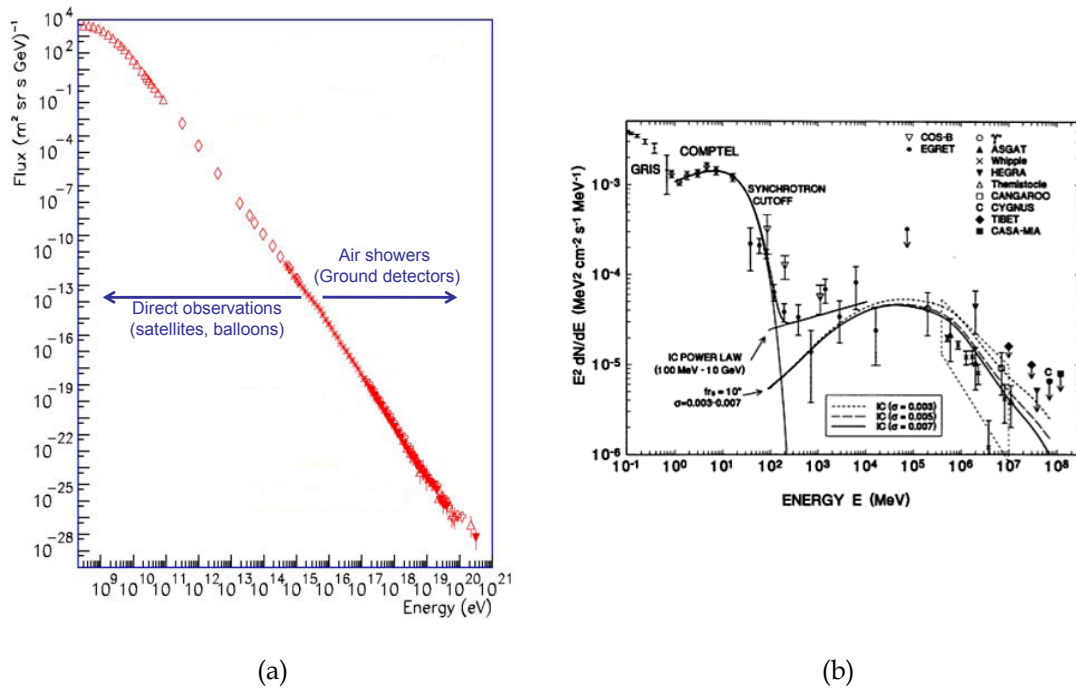 (a)
Flux (m² sr s GeV)⁻¹
10⁴
10²
10⁻¹
10⁻⁴
10⁻⁷
10⁻¹⁰
10⁻¹³
10⁻¹⁶
10⁻¹⁹
10⁻²²
10⁻²⁵
10⁻²⁸
Air showers
(Ground detectors)
Direct observations
(satellites, balloons)
10⁹ 10¹⁰ 10¹¹ 10¹² 10¹³ 10¹⁴ 10¹⁵ 10¹⁶ 10¹⁷ 10¹⁸ 10¹⁹ 10²⁰ 10²¹
Energy (eV)
(a)
(b)
E² dN/dE (MeV² cm⁻² s⁻¹ MeV⁻¹)
10⁻³
10⁻⁴
10⁻⁵
10⁻⁶
GRIS
COMPTEL
SYNCHROTRON
CUTOFF
COS-B
EGRET
ASGAT
Whipple
HEGRA
Themistocle
CANGAROO
C CYGNUS
TIBET
CASA-MIA
C
IC POWER LAW
(100 MeV - 10 GeV)
σ=0.003-0.007
IC (σ = 0.003)
IC (σ = 0.005)
IC (σ = 0.007)
10⁻¹ 10⁰ 10¹ 10² 10³ 10⁴ 10⁵ 10⁶ 10⁷ 10⁸
ENERGY E (MeV)
(b)